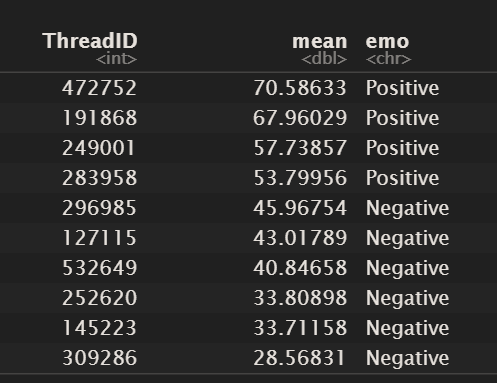 ThreadID mean emo
<int> <dbl> <chr>
472752 70.58633 Positive
191868 67.96029 Positive
249001 57.73857 Positive
283958 53.79956 Positive
296985 45.96754 Negative
127115 43.01789 Negative
532649 40.84658 Negative
252620 33.80898 Negative
145223 33.71158 Negative
309286 28.56831 Negative